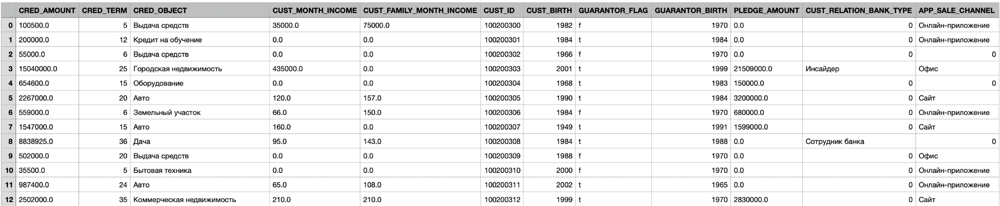 CRED_AMOUNT CRED_TERM CRED_OBJECT CUST_MONTH_INCOME CUST_FAMILY_MONTH_INCOME CUST_ID CUST_BIRTH GUARANTOR_FLAG GUARANTOR_BIRTH PLEDGE_AMOUNT CUST_RELATION_BANK_TYPE APP_SALE_CHANNEL
0 100500.0 5 Выдача средств 35000.0 75000.0 100200300 1982 f 1970 0.0 0 Онлайн-приложение
1 200000.0 12 Кредит на обучение 0.0 0.0 100200301 1984 t 1984 0.0 0 Онлайн-приложение
2 55000.0 6 Выдача средств 0.0 0.0 100200302 1966 f 1970 0.0 0 0
3 15040000.0 25 Городская недвижимость 435000.0 0.0 100200303 2001 t 1999 21509000.0 Инсайдер Офис
4 654600.0 15 Оборудование 0.0 0.0 100200304 1968 t 1983 150000.0 0 0
5 2267000.0 20 Авто 120.0 157.0 100200305 1990 t 1984 3200000.0 0 Сайт
6 559000.0 6 Земельный участок 66.0 150.0 100200306 1984 f 1970 680000.0 0 Онлайн-приложение
7 1547000.0 15 Авто 160.0 0.0 100200307 1949 t 1991 1599000.0 0 Сайт
8 8838925.0 36 Дача 95.0 143.0 100200308 1984 t 1988 0.0 Сотрудник банка 0
9 502000.0 20 Выдача средств 0.0 0.0 100200309 1988 f 1970 0.0 0 Офис
10 35500.0 5 Бытовая техника 0.0 0.0 100200310 2000 f 1970 0.0 0 Онлайн-приложение
11 987400.0 24 Авто 65.0 108.0 100200311 2002 t 1965 0.0 0 Онлайн-приложение
12 2502000.0 35 Коммерческая недвижимость 210.0 210.0 100200312 1999 t 1970 2830000.0 0 Сайт